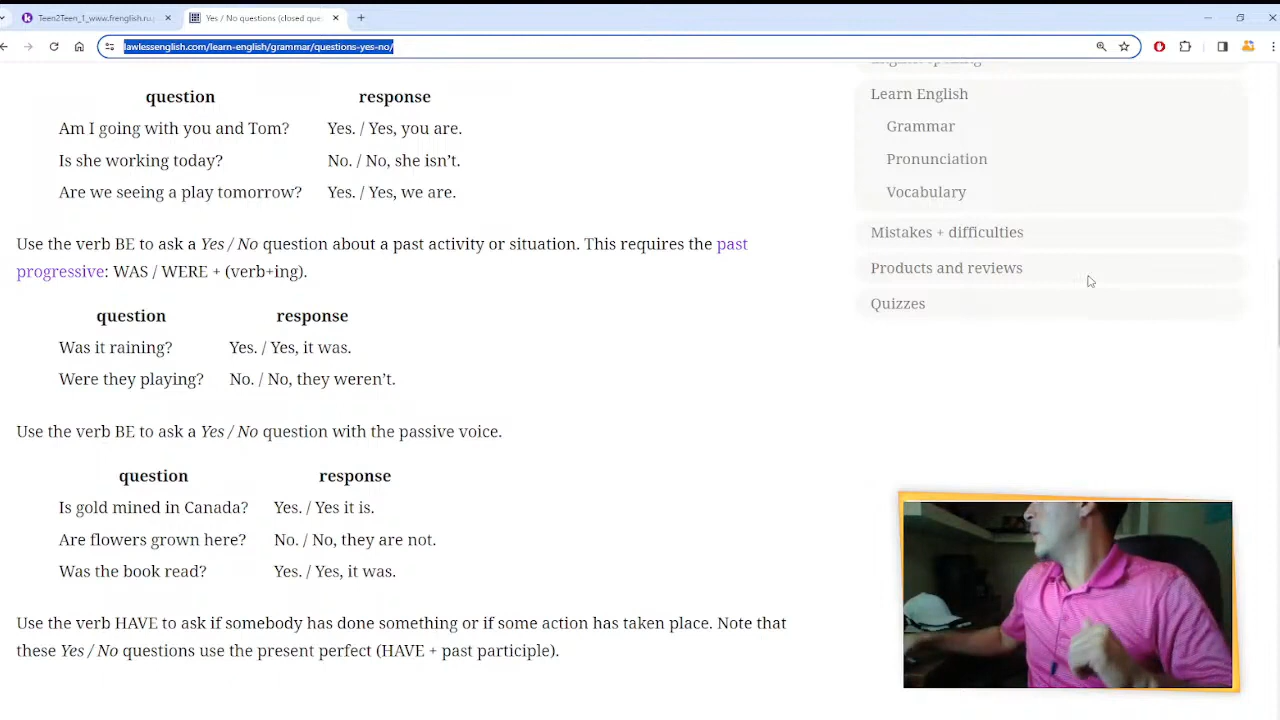 Teen2Teen_1_www.frenglish.ru.
Yes / No questions (closed que
lawlessenglish.com/learn-english/grammar/questions-yes-no/
question response
Am I going with you and Tom? Yes. / Yes, you are.
Is she working today? No. / No, she isn't.
Are we seeing a play tomorrow? Yes. / Yes, we are.
Use the verb BE to ask a Yes / No question about a past activity or situation. This requires the past
progressive: WAS / WERE + (verb+ing).
question response
Was it raining? Yes. / Yes, it was.
Were they playing? No. / No, they weren't.
Use the verb BE to ask a Yes / No question with the passive voice.
question response
Is gold mined in Canada? Yes. / Yes it is.
Are flowers grown here? No. / No, they are not.
Was the book read? Yes. / Yes, it was.
Use the verb HAVE to ask if somebody has done something or if some action has taken place. Note that
these Yes / No questions use the present perfect (HAVE + past participle).
Learn English
Grammar
Pronunciation
Vocabulary
Mistakes + difficulties
Products and reviews
Quizzes